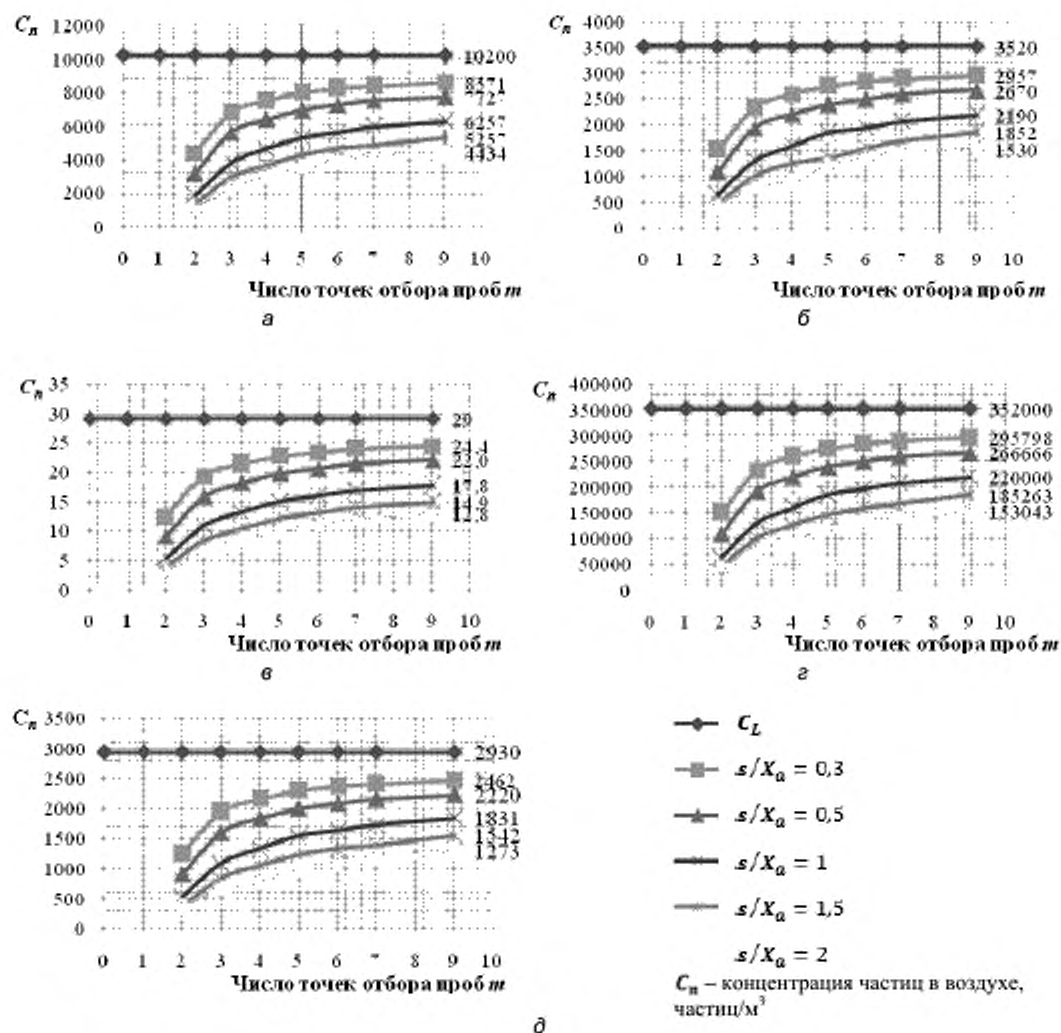 Cₙ 12000
10000
8000
6000
4000
2000
0
10200
8571
6257
5357
4434
0 1 2 3 4 5 6 7 8 9 10
Число точек отбора проб m
а
Cₙ
4000
3500
3000
2500
2000
1500
1000
500
0
3520
2957
2670
2190
1852
1530
0 1 2 3 4 5 6 7 8 9 10
Число точек отбора проб m
б
Cₙ 35
30
25
20
15
10
5
0
29
24,4
22,0
17,8
14,9
12,8
0 1 2 3 4 5 6 7 8 9 10
Число точек отбора проб m
в
Cₙ 400000
350000
300000
250000
200000
150000
100000
50000
0
352000
295798
266666
220000
185263
153043
0 1 2 3 4 5 6 7 8 9 10
Число точек отбора проб m
г
Cₙ 3500
3000
2500
2000
1500
1000
500
0
2930
2462
2220
1831
1542
1273
0 1 2 3 4 5 6 7 8 9 10
Число точек отбора проб m
C_L
s/Xₐ = 0,3
s/Xₐ = 0,5
s/Xₐ = 1
s/Xₐ = 1,5
s/Xₐ = 2
Cₙ – концентрация частиц в воздухе,
частиц/м³
д